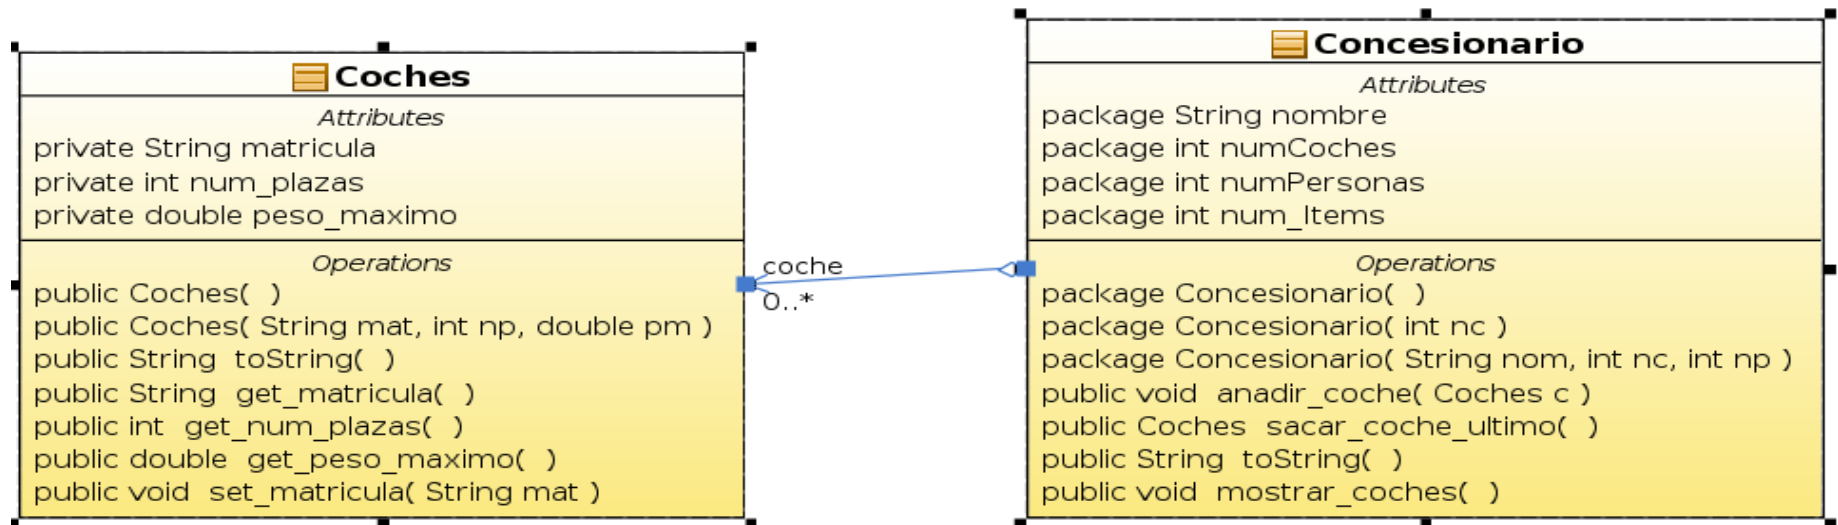 Coches
Attributes
private String matricula
private int num_plazas
private double peso_maximo
Operations
public Coches( )
public Coches( String mat, int np, double pm )
public String toString( )
public String get_matricula( )
public int get_num_plazas( )
public double get_peso_maximo( )
public void set_matricula( String mat )
coche
0..*
Concesionario
Attributes
package String nombre
package int numCoches
package int numPersonas
package int num_Items
Operations
package Concesionario( )
package Concesionario( int nc )
package Concesionario( String nom, int nc, int np )
public void anadir_coche( Coches c )
public Coches sacar_coche_ultimo( )
public String toString( )
public void mostrar_coches( )